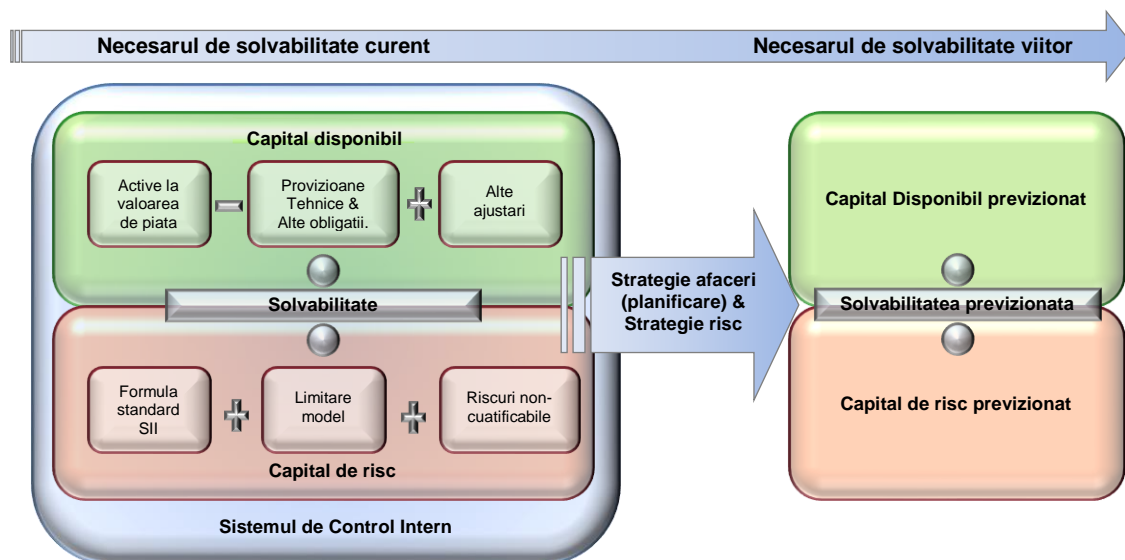 Necesarul de solvabilitate curent
Necesarul de solvabilitate viitor
Capital disponibil
Active la
valoarea
de piata
Provizioane
Tehnice &
Alte obligatii.
Alte
ajustari
Solvabilitate
Formula
standard
SII
Limitare
model
Riscuri non-
cuatificabile
Capital de risc
Sistemul de Control Intern
Strategie afaceri
(planificare) &
Strategie risc
Capital Disponibil previzionat
Solvabilitatea previzionata
Capital de risc previzionat